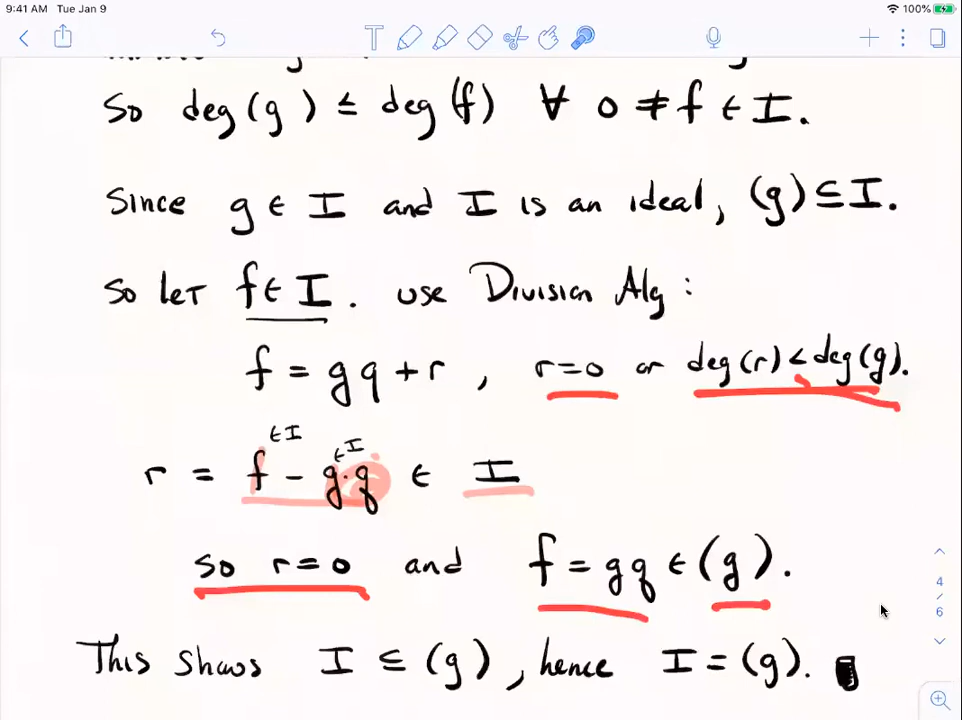 9:41 AM Tue Jan 9
100%
So deg(g) ≤ deg(f) ∀ 0 ≠ f ∈ I.
Since g ∈ I and I is an ideal, (g) ⊆ I.
So let f ∈ I. use Division Alg:
f = gq + r, r=0 or deg(r) < deg(g).
∈I ∈I
r = f - g·q ∈ I
so r=0 and f = gq ∈ (g).
This shows I ⊆ (g), hence I = (g).
4
/
6